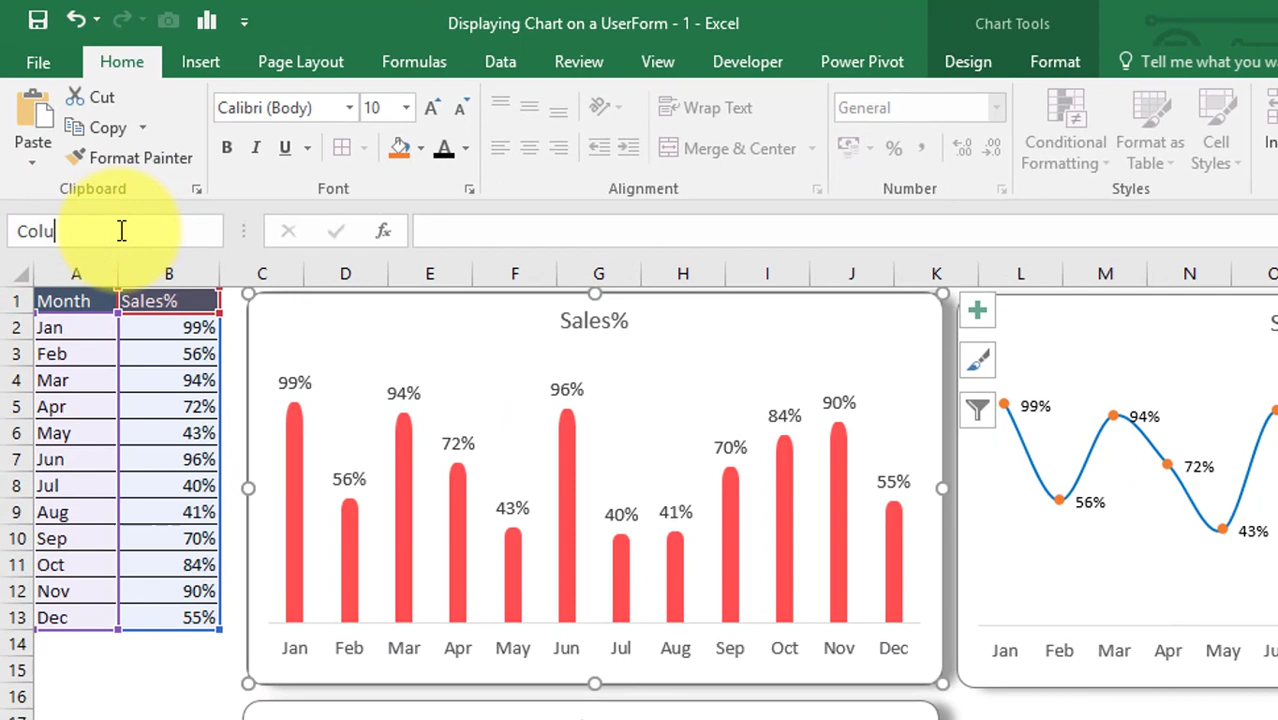 Displaying Chart on a UserForm - 1 - Excel
Chart Tools
File Home Insert Page Layout Formulas Data Review View Developer Power Pivot Design Format Tell me what you
Paste
Cut
Copy
Format Painter
Clipboard
Calibri (Body) 10
B I U
Font
Wrap Text
Merge & Center
Alignment
General
% ,
Number
Conditional Formatting
Format as Table
Cell Styles
Styles
Colu
fx
A B C D E F G H I J K L M N
1 Month Sales%
2 Jan 99%
3 Feb 56%
4 Mar 94%
5 Apr 72%
6 May 43%
7 Jun 96%
8 Jul 40%
9 Aug 41%
10 Sep 70%
11 Oct 84%
12 Nov 90%
13 Dec 55%
14
15
16
Sales%
99% 56% 94% 72% 43% 96% 40% 41% 70% 84% 90% 55%
Jan Feb Mar Apr May Jun Jul Aug Sep Oct Nov Dec
99% 56% 94% 72% 43%
Jan Feb Mar Apr May Jun